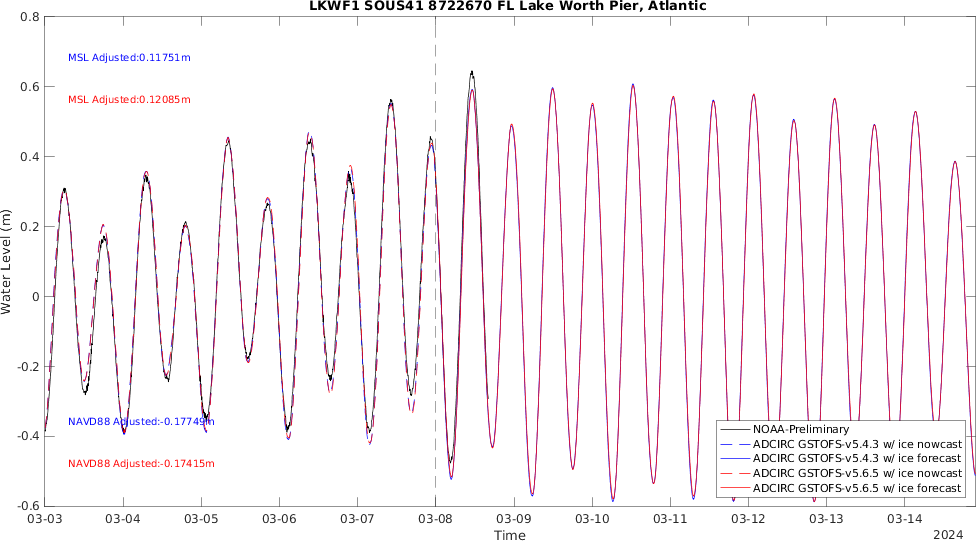 LKWF1 SOUS41 8722670 FL Lake Worth Pier, Atlantic
0.8
0.6
0.4
0.2
0
-0.2
-0.4
-0.6
Water Level (m)
MSL Adjusted:0.11751m
MSL Adjusted:0.12085m
NAVD88 Adjusted:-0.17749m
NAVD88 Adjusted:-0.17415m
NOAA-Preliminary
ADCIRC GSTOFS-v5.4.3 w/ ice nowcast
ADCIRC GSTOFS-v5.4.3 w/ ice forecast
ADCIRC GSTOFS-v5.6.5 w/ ice nowcast
ADCIRC GSTOFS-v5.6.5 w/ ice forecast
03-03 03-04 03-05 03-06 03-07 03-08 03-09 03-10 03-11 03-12 03-13 03-14
Time
2024